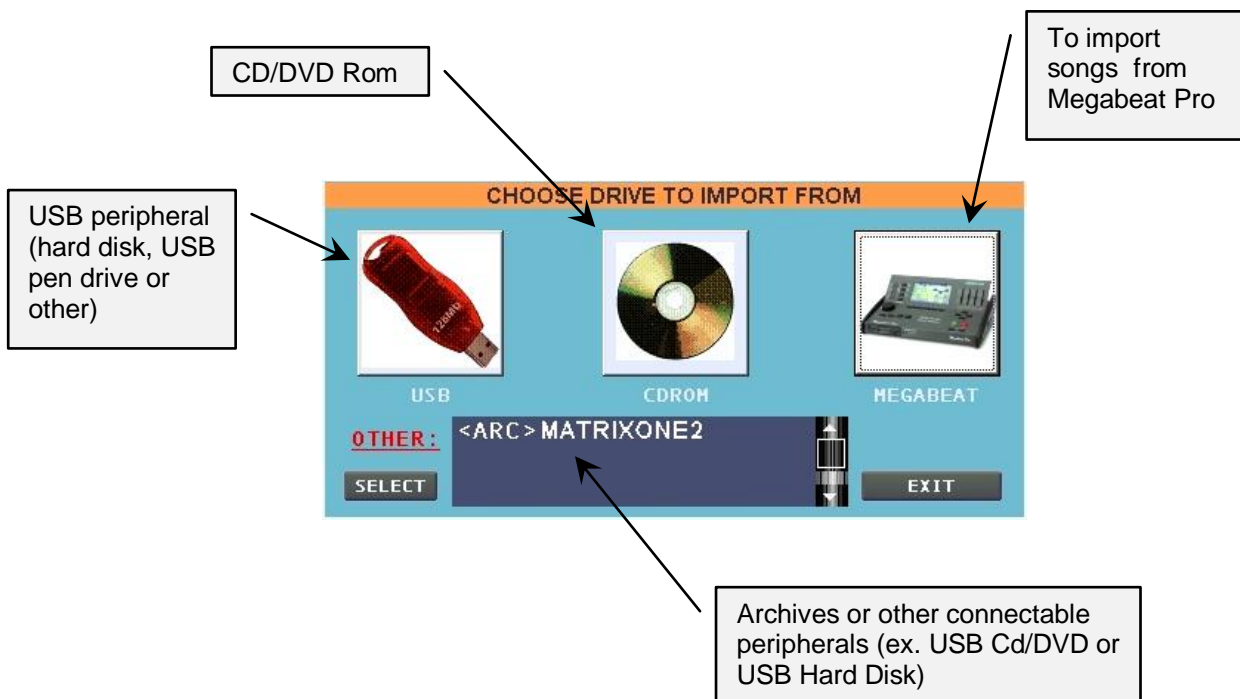 To import
songs from
Megabeat Pro
CD/DVD Rom
USB peripheral
(hard disk, USB
pen drive or
other)
CHOOSE DRIVE TO IMPORT FROM
128Mb
USB
CDROM
MEGABEAT
OTHER:
<ARC>MATRIXONE2
SELECT
EXIT
Archives or other connectable
peripherals (ex. USB Cd/DVD or
USB Hard Disk)